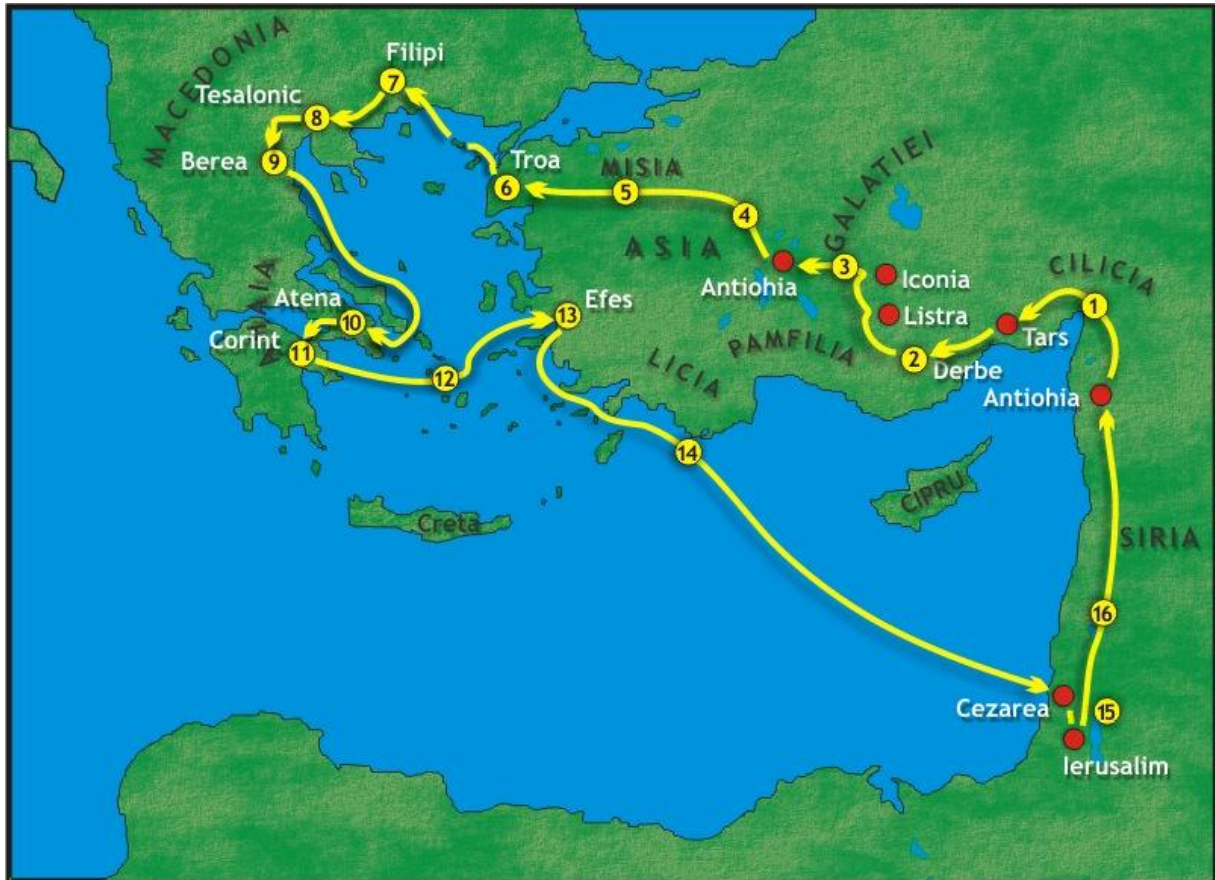 MACEDONIA
Filipi
7
Tesalonic
8
Berea
9
Troa
6
MISIA
5
4
ASIA
GALATIEI
3
Antiohia
Iconia
Listra
CILICIA
1
Tars
2
Derbe
PAMFILIA
LICIA
Antiohia
Atena
10
Corint
11
12
Efes
13
14
Creta
CIPRU
SIRIA
16
Cezarea
15
Ierusalim